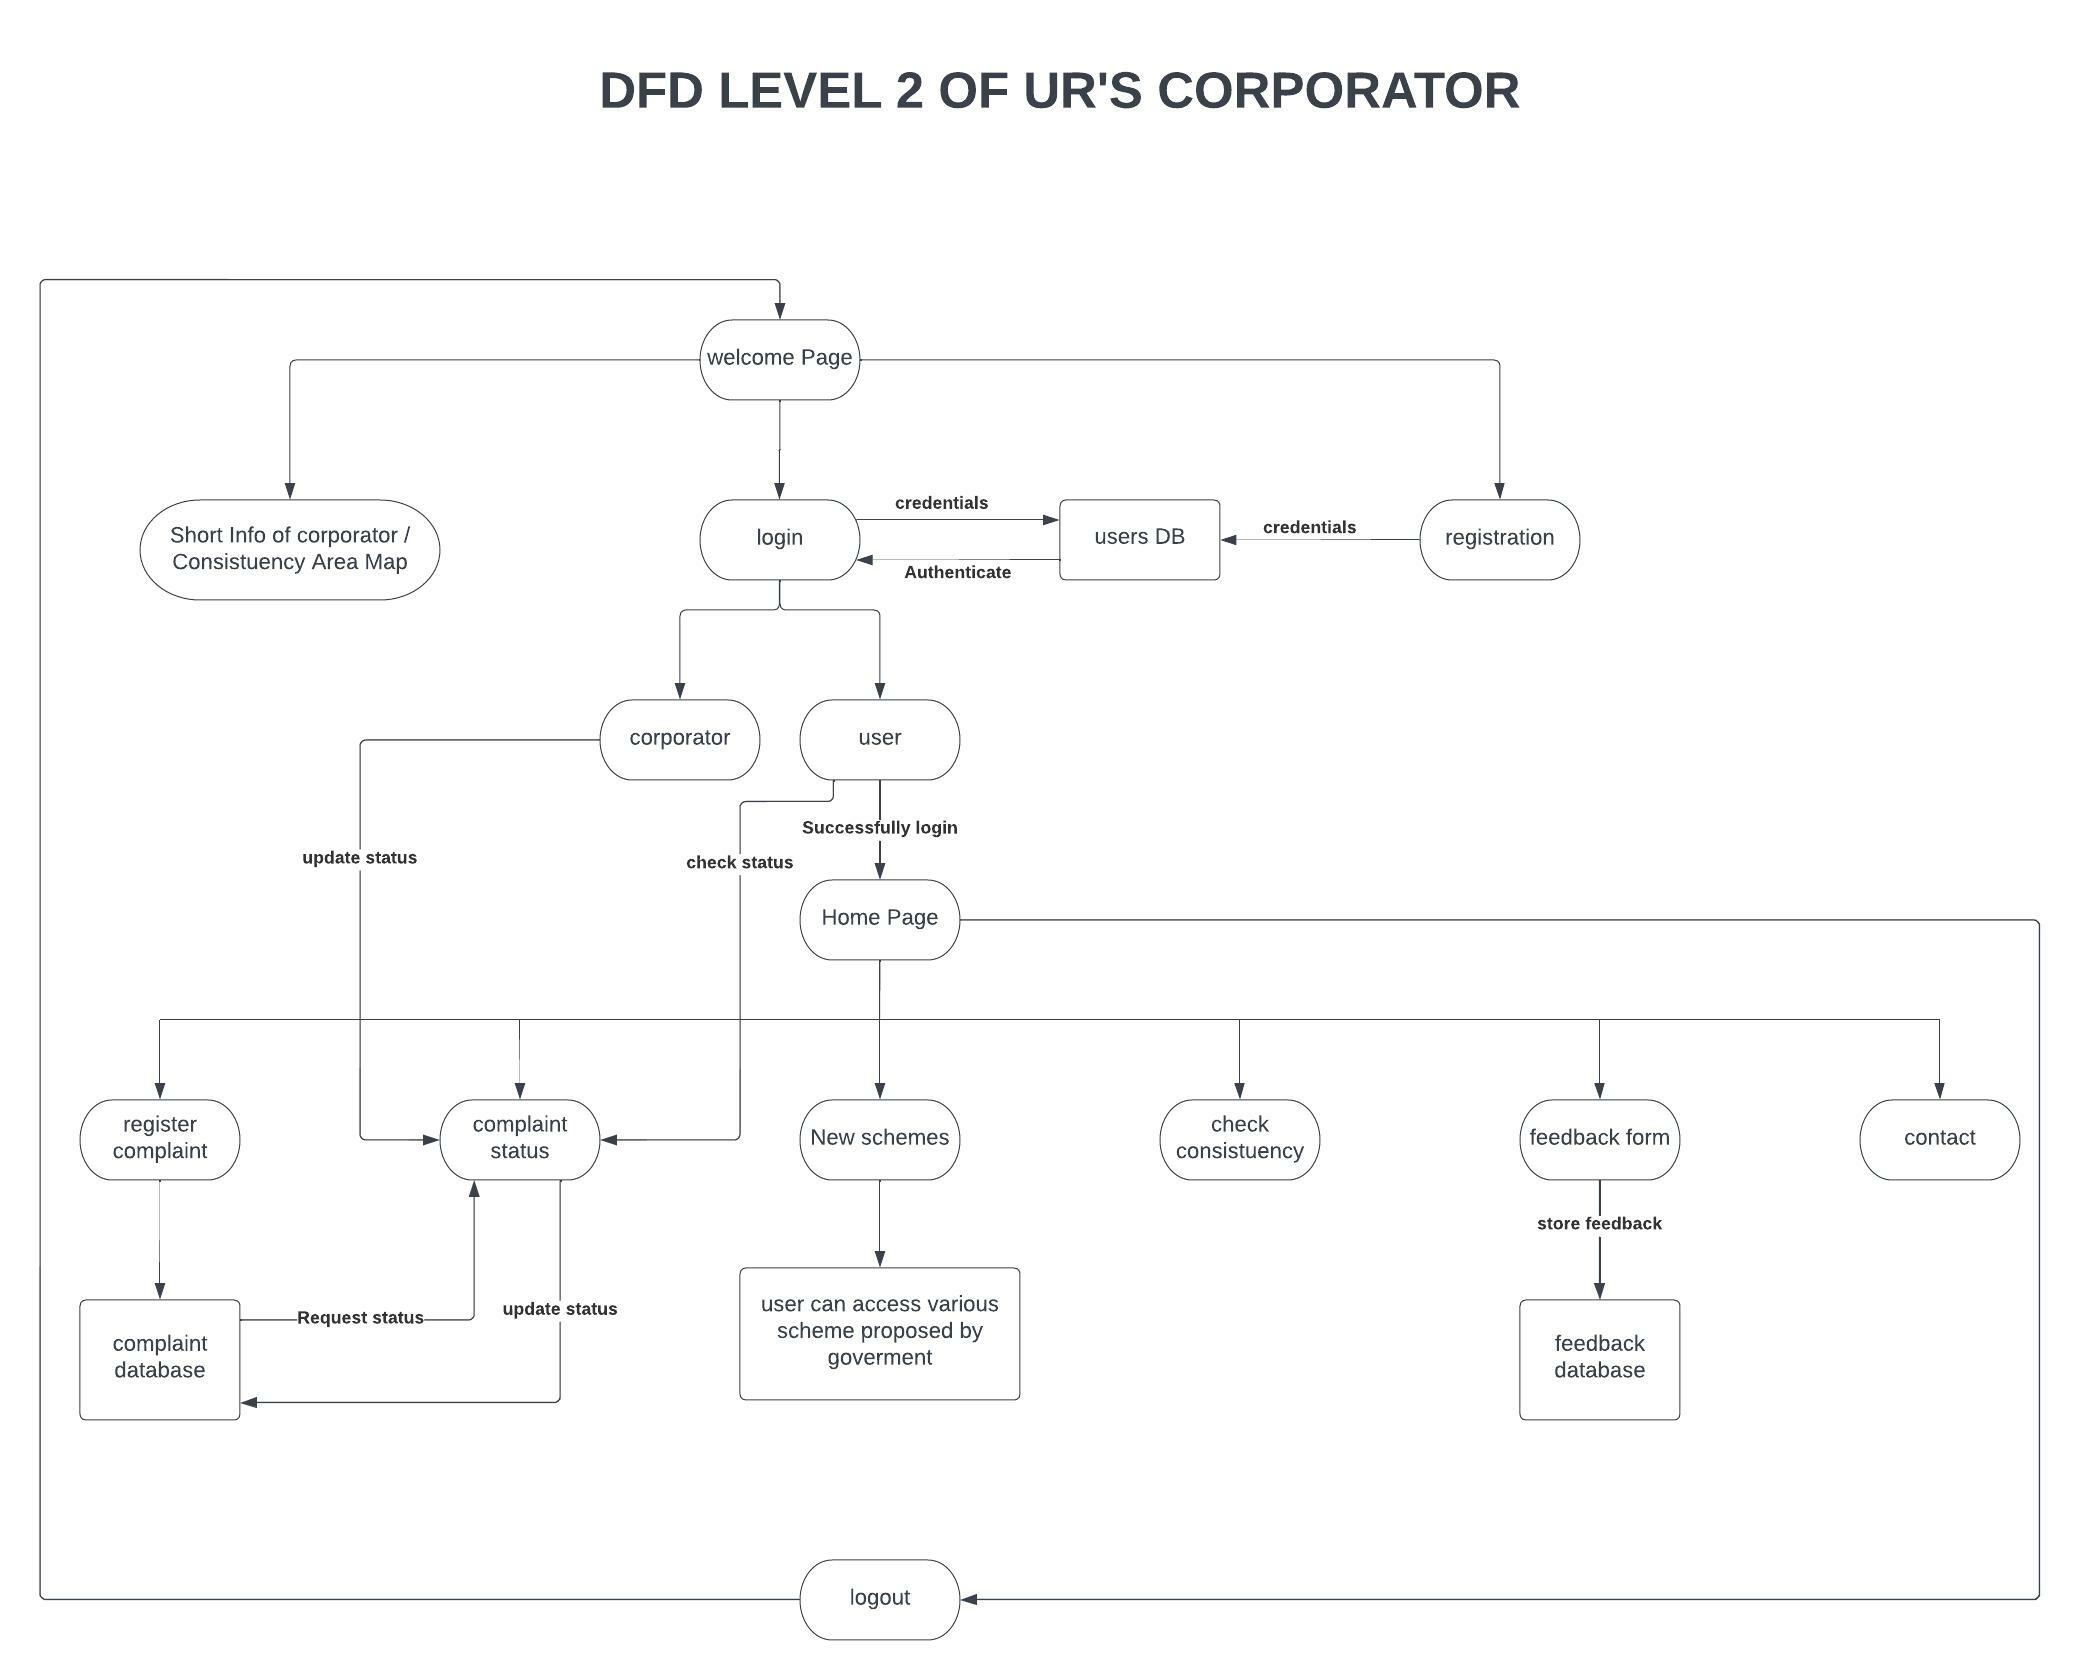 DFD LEVEL 2 OF UR'S CORPORATOR
welcome Page
Short Info of corporator /
Consistuency Area Map
login
credentials
Authenticate
users DB
credentials
registration
corporator
user
update status
check status
Successfully login
Home Page
register
complaint
complaint
status
New schemes
check
consistuency
feedback form
contact
complaint
database
Request status
update status
user can access various
scheme proposed by
goverment
store feedback
feedback
database
logout